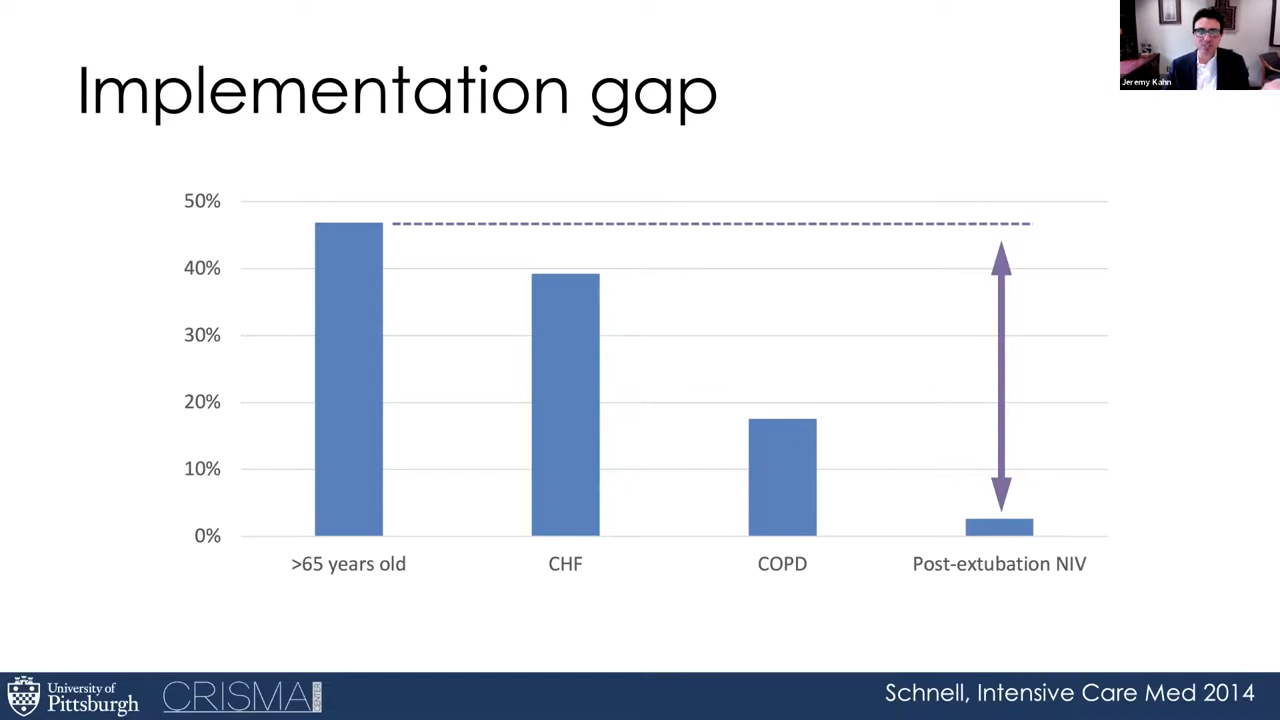 Implementation gap
Jeremy Kahn
50%
40%
30%
20%
10%
0%
>65 years old
CHF
COPD
Post-extubation NIV
University of
Pittsburgh
CRISMA
CENTER
Schnell, Intensive Care Med 2014